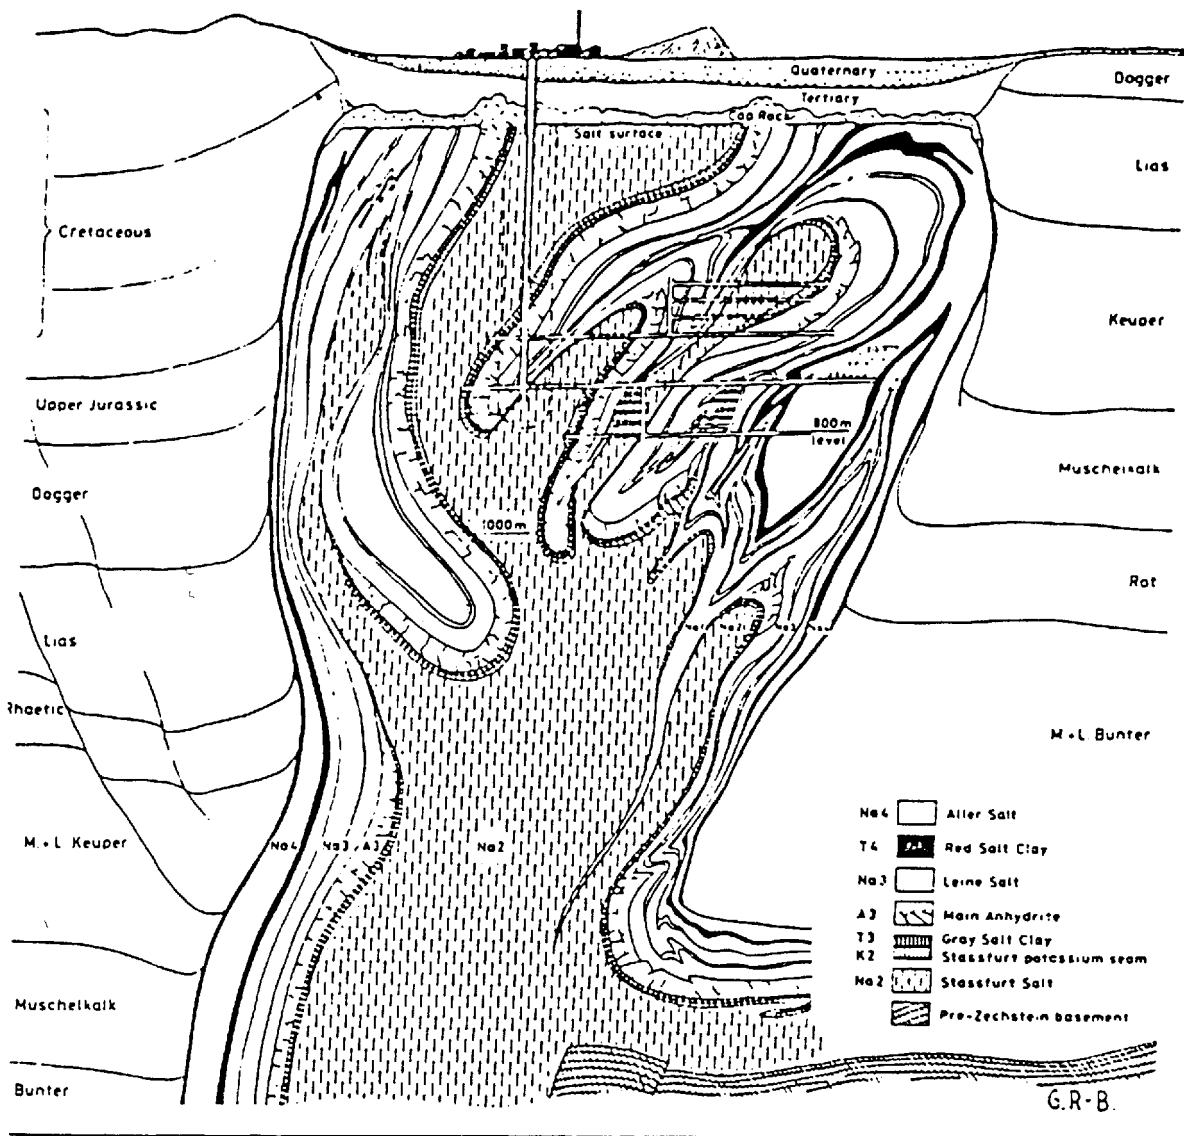 Quaternary
Tertiary
Cap Rock
Salt surface
Dogger
Lias
Cretaceous
Keuper
Upper Jurassic
800m
level
Muschelkalk
Dogger
1000m
Rot
Lias
Rhaetic
M.+L. Bunter
M.+L. Keuper
Na4 Na3 A3 Na2
Na4 Aller Salt
T4 Red Salt Clay
Na3 Leine Salt
A3 Main Anhydrite
T3 Gray Salt Clay
K2 Stassfurt potassium seam
Na2 Stassfurt Salt
Pre-Zechstein basement
Muschelkalk
Bunter
G.R-B.